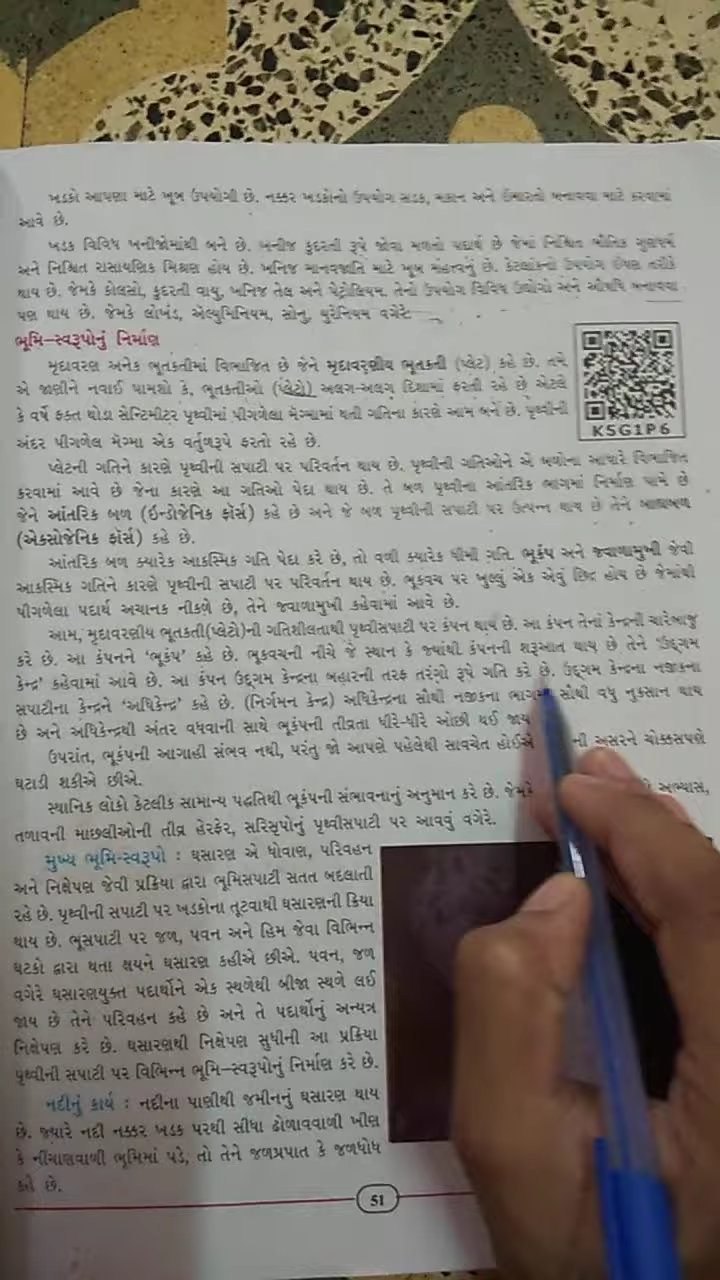 ખડકો આપણા માટે ખૂબ ઉપયોગી છે. નક્કર ખડકોનો ઉપયોગ સડક, મકાન અને ઇમારતો બનાવવા માટે કરવામાં
આવે છે.
ખડક વિવિધ ખનીજોમાંથી બને છે. ખનીજ કુદરતી રૂપે જોવા મળતો પદાર્થ છે જેમાં નિશ્ચિત ભૌતિક ગુણધર્મ
અને નિશ્ચિત રાસાયણિક મિશ્રણ હોય છે. ખનિજ માનવજાતિ માટે ખૂબ મહત્ત્વનું છે. કેટલાકનો ઉપયોગ ઈંધણ તરીકે
થાય છે. જેમકે કોલસો, કુદરતી વાયુ, ખનિજ તેલ અને પેટ્રોલિયમ. તેનો ઉપયોગ વિવિધ ઉદ્યોગો અને ઔષધિ બનાવવા
પણ થાય છે. જેમકે લોખંડ, એલ્યુમિનિયમ, સોનુ, યુરેનિયમ વગેરે
ભૂમિ-સ્વરૂપોનું નિર્માણ
મૃદાવરણ અનેક ભૂતકતીમાં વિભાજિત છે જેને મૃદાવરણીય ભૂતકતી (પ્લેટ) કહે છે. તમે
એ જાણીને નવાઈ પામશો કે, ભૂતકતીઓ (પ્લેટો) અલગ-અલગ દિશામાં ફરતી રહે છે એટલે
કે વર્ષે ફક્ત થોડા સેન્ટિમીટર પૃથ્વીમાં પીગળેલા મેગ્મામાં થતી ગતિના કારણે આમ બને છે. પૃથ્વીની
અંદર પીગળેલ મેગ્મા એક વર્તુળરૂપે ફરતો રહે છે.
K5G1P6
પ્લેટની ગતિને કારણે પૃથ્વીની સપાટી પર પરિવર્તન થાય છે. પૃથ્વીની ગતિઓને એ બળોના આધારે વિભાજિત
કરવામાં આવે છે જેના કારણે આ ગતિઓ પેદા થાય છે. તે બળ પૃથ્વીના આંતરિક ભાગમાં નિર્માણ પામે છે
જેને આંતરિક બળ (ઇન્ડોજેનિક ફૉર્સ) કહે છે અને જે બળ પૃથ્વીની સપાટી પર ઉત્પન્ન થાય છે તેને બાહ્યબળ
(એક્સોજેનિક ફૉર્સ) કહે છે.
આંતરિક બળ ક્યારેક આકસ્મિક ગતિ પેદા કરે છે, તો વળી ક્યારેક ધીમી ગતિ. ભૂકંપ અને જ્વાળામુખી જેવી
આકસ્મિક ગતિને કારણે પૃથ્વીની સપાટી પર પરિવર્તન થાય છે. ભૂકવચ પર ખુલ્લું એક એવું છિદ્ર હોય છે જેમાંથી
પીગળેલા પદાર્થ અચાનક નીકળે છે, તેને જ્વાળામુખી કહેવામાં આવે છે.
આમ, મૃદાવરણીય ભૂતકતી(પ્લેટો)ની ગતિશીલતાથી પૃથ્વીસપાટી પર કંપન થાય છે. આ કંપન તેનાં કેન્દ્રની ચારેબાજુ
કરે છે. આ કંપનને 'ભૂકંપ' કહે છે. ભૂકવચની નીચે જે સ્થાન કે જ્યાંથી કંપનની શરૂઆત થાય છે તેને 'ઉદ્ગમ
કેન્દ્ર' કહેવામાં આવે છે. આ કંપન ઉદ્ગમ કેન્દ્રના બહારની તરફ તરંગો રૂપે ગતિ કરે છે. ઉદ્ગમ કેન્દ્રના નજીકના
સપાટીના કેન્દ્રને 'અધિકેન્દ્ર' કહે છે. (નિર્ગમન કેન્દ્ર) અધિકેન્દ્રના સૌથી નજીકના ભાગમાં સૌથી વધુ નુકસાન થાય
છે અને અધિકેન્દ્રથી અંતર વધવાની સાથે ભૂકંપની તીવ્રતા ધીરે-ધીરે ઓછી થઈ જાય
ઉપરાંત, ભૂકંપની આગાહી સંભવ નથી, પરંતુ જો આપણે પહેલેથી સાવચેત હોઈએ અસરને ચોક્કસપણે
ઘટાડી શકીએ છીએ.
સ્થાનિક લોકો કેટલીક સામાન્ય પદ્ધતિથી ભૂકંપની સંભાવનાનું અનુમાન કરે છે. જેમકે અભ્યાસ,
તળાવની માછલીઓની તીવ્ર હેરફેર, સરિસૃપોનું પૃથ્વીસપાટી પર આવવું વગેરે.
મુખ્ય ભૂમિ-સ્વરૂપો : ઘસારણ એ ધોવાણ, પરિવહન
અને નિક્ષેપણ જેવી પ્રક્રિયા દ્વારા ભૂમિસપાટી સતત બદલાતી
રહે છે. પૃથ્વીની સપાટી પર ખડકોના તૂટવાથી ઘસારણની ક્રિયા
થાય છે. ભૂસપાટી પર જળ, પવન અને હિમ જેવા વિભિન્ન
ઘટકો દ્વારા થતા ક્ષયને ઘસારણ કહીએ છીએ. પવન, જળ
વગેરે ઘસારણયુક્ત પદાર્થોને એક સ્થળેથી બીજા સ્થળે લઈ
જાય છે તેને પરિવહન કહે છે અને તે પદાર્થોનું અન્યત્ર
નિક્ષેપણ કરે છે. ઘસારણથી નિક્ષેપણ સુધીની આ પ્રક્રિયા
પૃથ્વીની સપાટી પર વિભિન્ન ભૂમિ-સ્વરૂપોનું નિર્માણ કરે છે.
નદીનું કાર્ય : નદીના પાણીથી જમીનનું ઘસારણ થાય
છે. જ્યારે નદી નક્કર ખડક પરથી સીધા ઢોળાવવાળી ખીણ
કે નીચાણવાળી ભૂમિમાં પડે, તો તેને જળપ્રપાત કે જળધોધ
કહે છે.
51